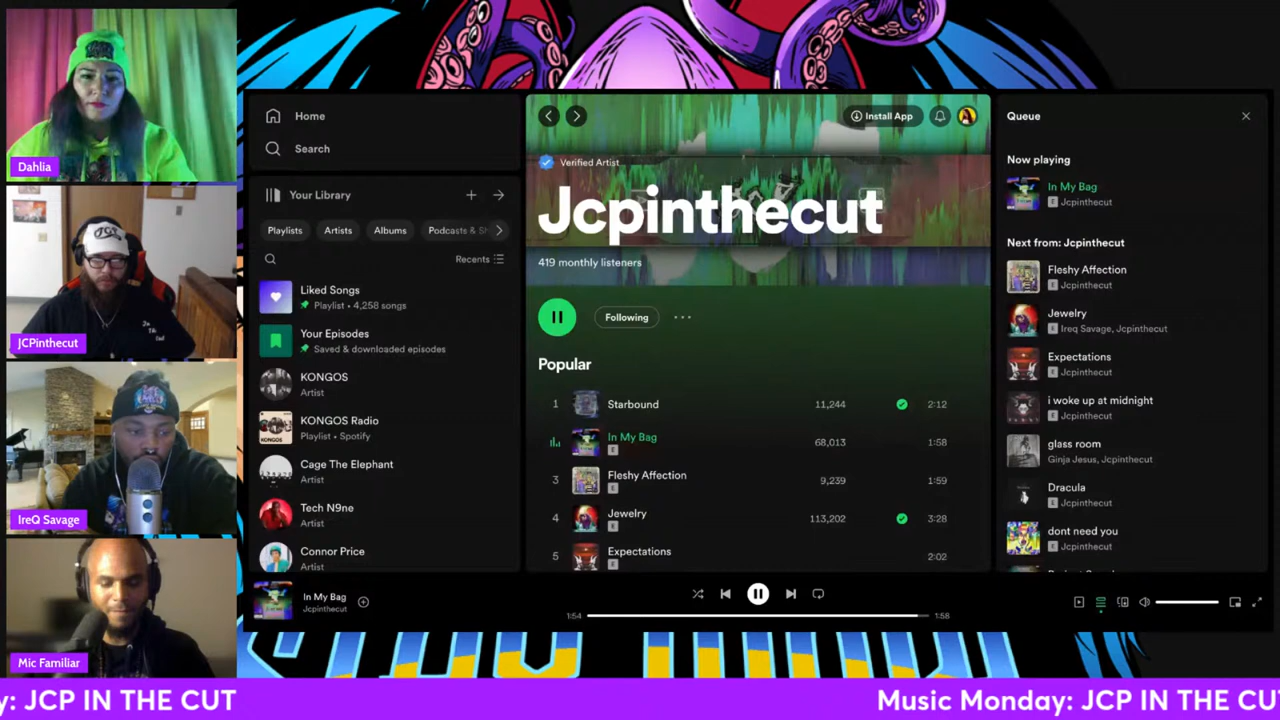 Dahlia
JCPinthecut
IreQ Savage
Mic Familiar
Home
Search
Your Library
Playlists
Artists
Albums
Podcasts & Sh
Recents
Liked Songs
Playlist • 4,258 songs
Your Episodes
Saved & downloaded episodes
KONGOS
Artist
KONGOS Radio
Playlist • Spotify
Cage The Elephant
Artist
Tech N9ne
Artist
Connor Price
Artist
Install App
Verified Artist
Jcpinthecut
419 monthly listeners
Following
Popular
1 Starbound 11,244 2:12
In My Bag 68,013 1:58
E
3 Fleshy Affection 9,239 1:59
E
4 Jewelry 113,202 3:28
E
5 Expectations 2:02
E
Queue
Now playing
In My Bag
E Jcpinthecut
Next from: Jcpinthecut
Fleshy Affection
E Jcpinthecut
Jewelry
E Ireq Savage, Jcpinthecut
Expectations
E Jcpinthecut
i woke up at midnight
E Jcpinthecut
glass room
Ginja Jesus, Jcpinthecut
Dracula
E Jcpinthecut
dont need you
E Jcpinthecut
In My Bag
Jcpinthecut
1:54
1:58
y: JCP IN THE CUT
Music Monday: JCP IN THE CUT